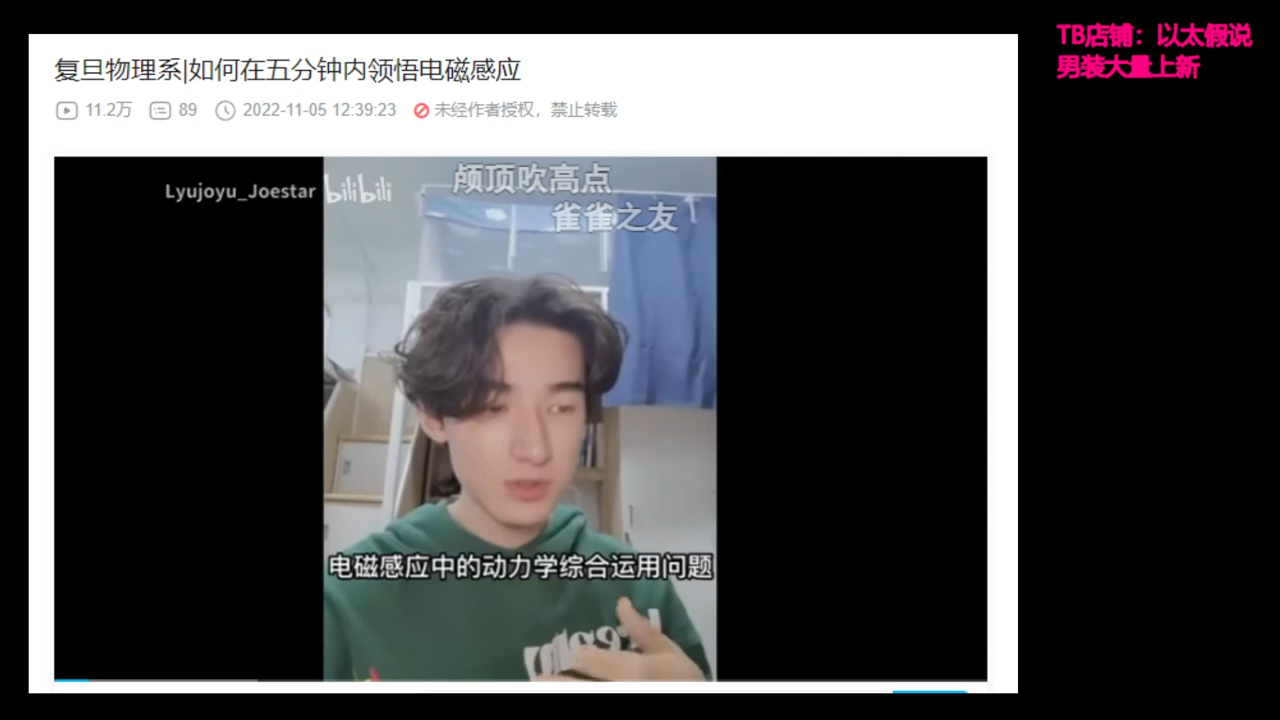 TB店铺：以太假说
男装大量上新
复旦物理系|如何在五分钟内领悟电磁感应
11.2万 89 2022-11-05 12:39:23 未经作者授权，禁止转载
Lyujoyu_Joestar bilibili
颅顶吹高点
雀雀之友
电磁感应中的动力学综合运用问题